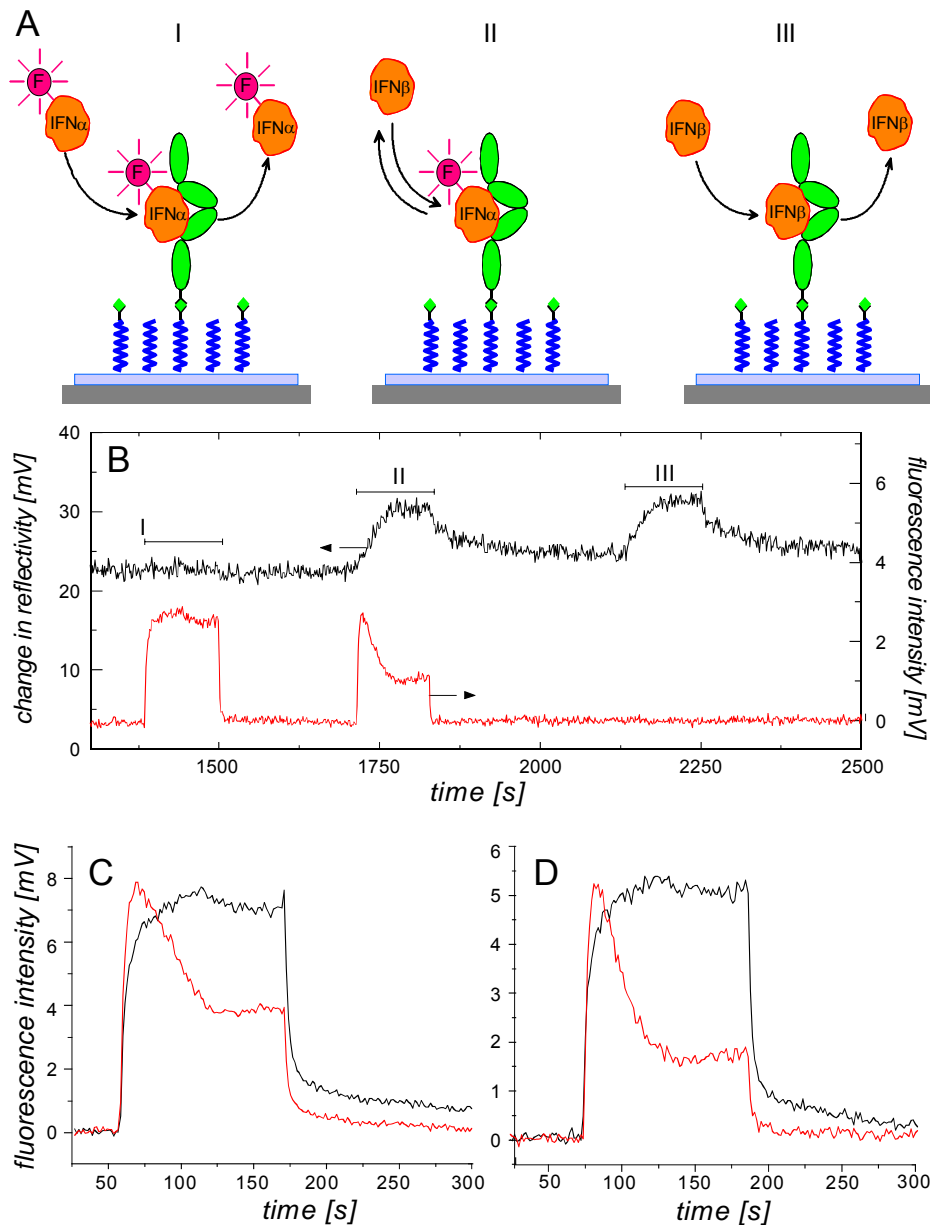 A
I
II
III
F
IFNα
F
IFNα
F
IFNα
IFNβ
F
IFNα
IFNβ
IFNβ
IFNβ
B
I
II
III
change in reflectivity [mV]
40
30
20
10
0
fluorescence intensity [mV]
6
4
2
0
1500
1750
2000
2250
2500
time [s]
C
fluorescence intensity [mV]
8
6
4
2
0
50
100
150
200
250
300
time [s]
D
6
5
4
3
2
1
0
50
100
150
200
250
300
time [s]